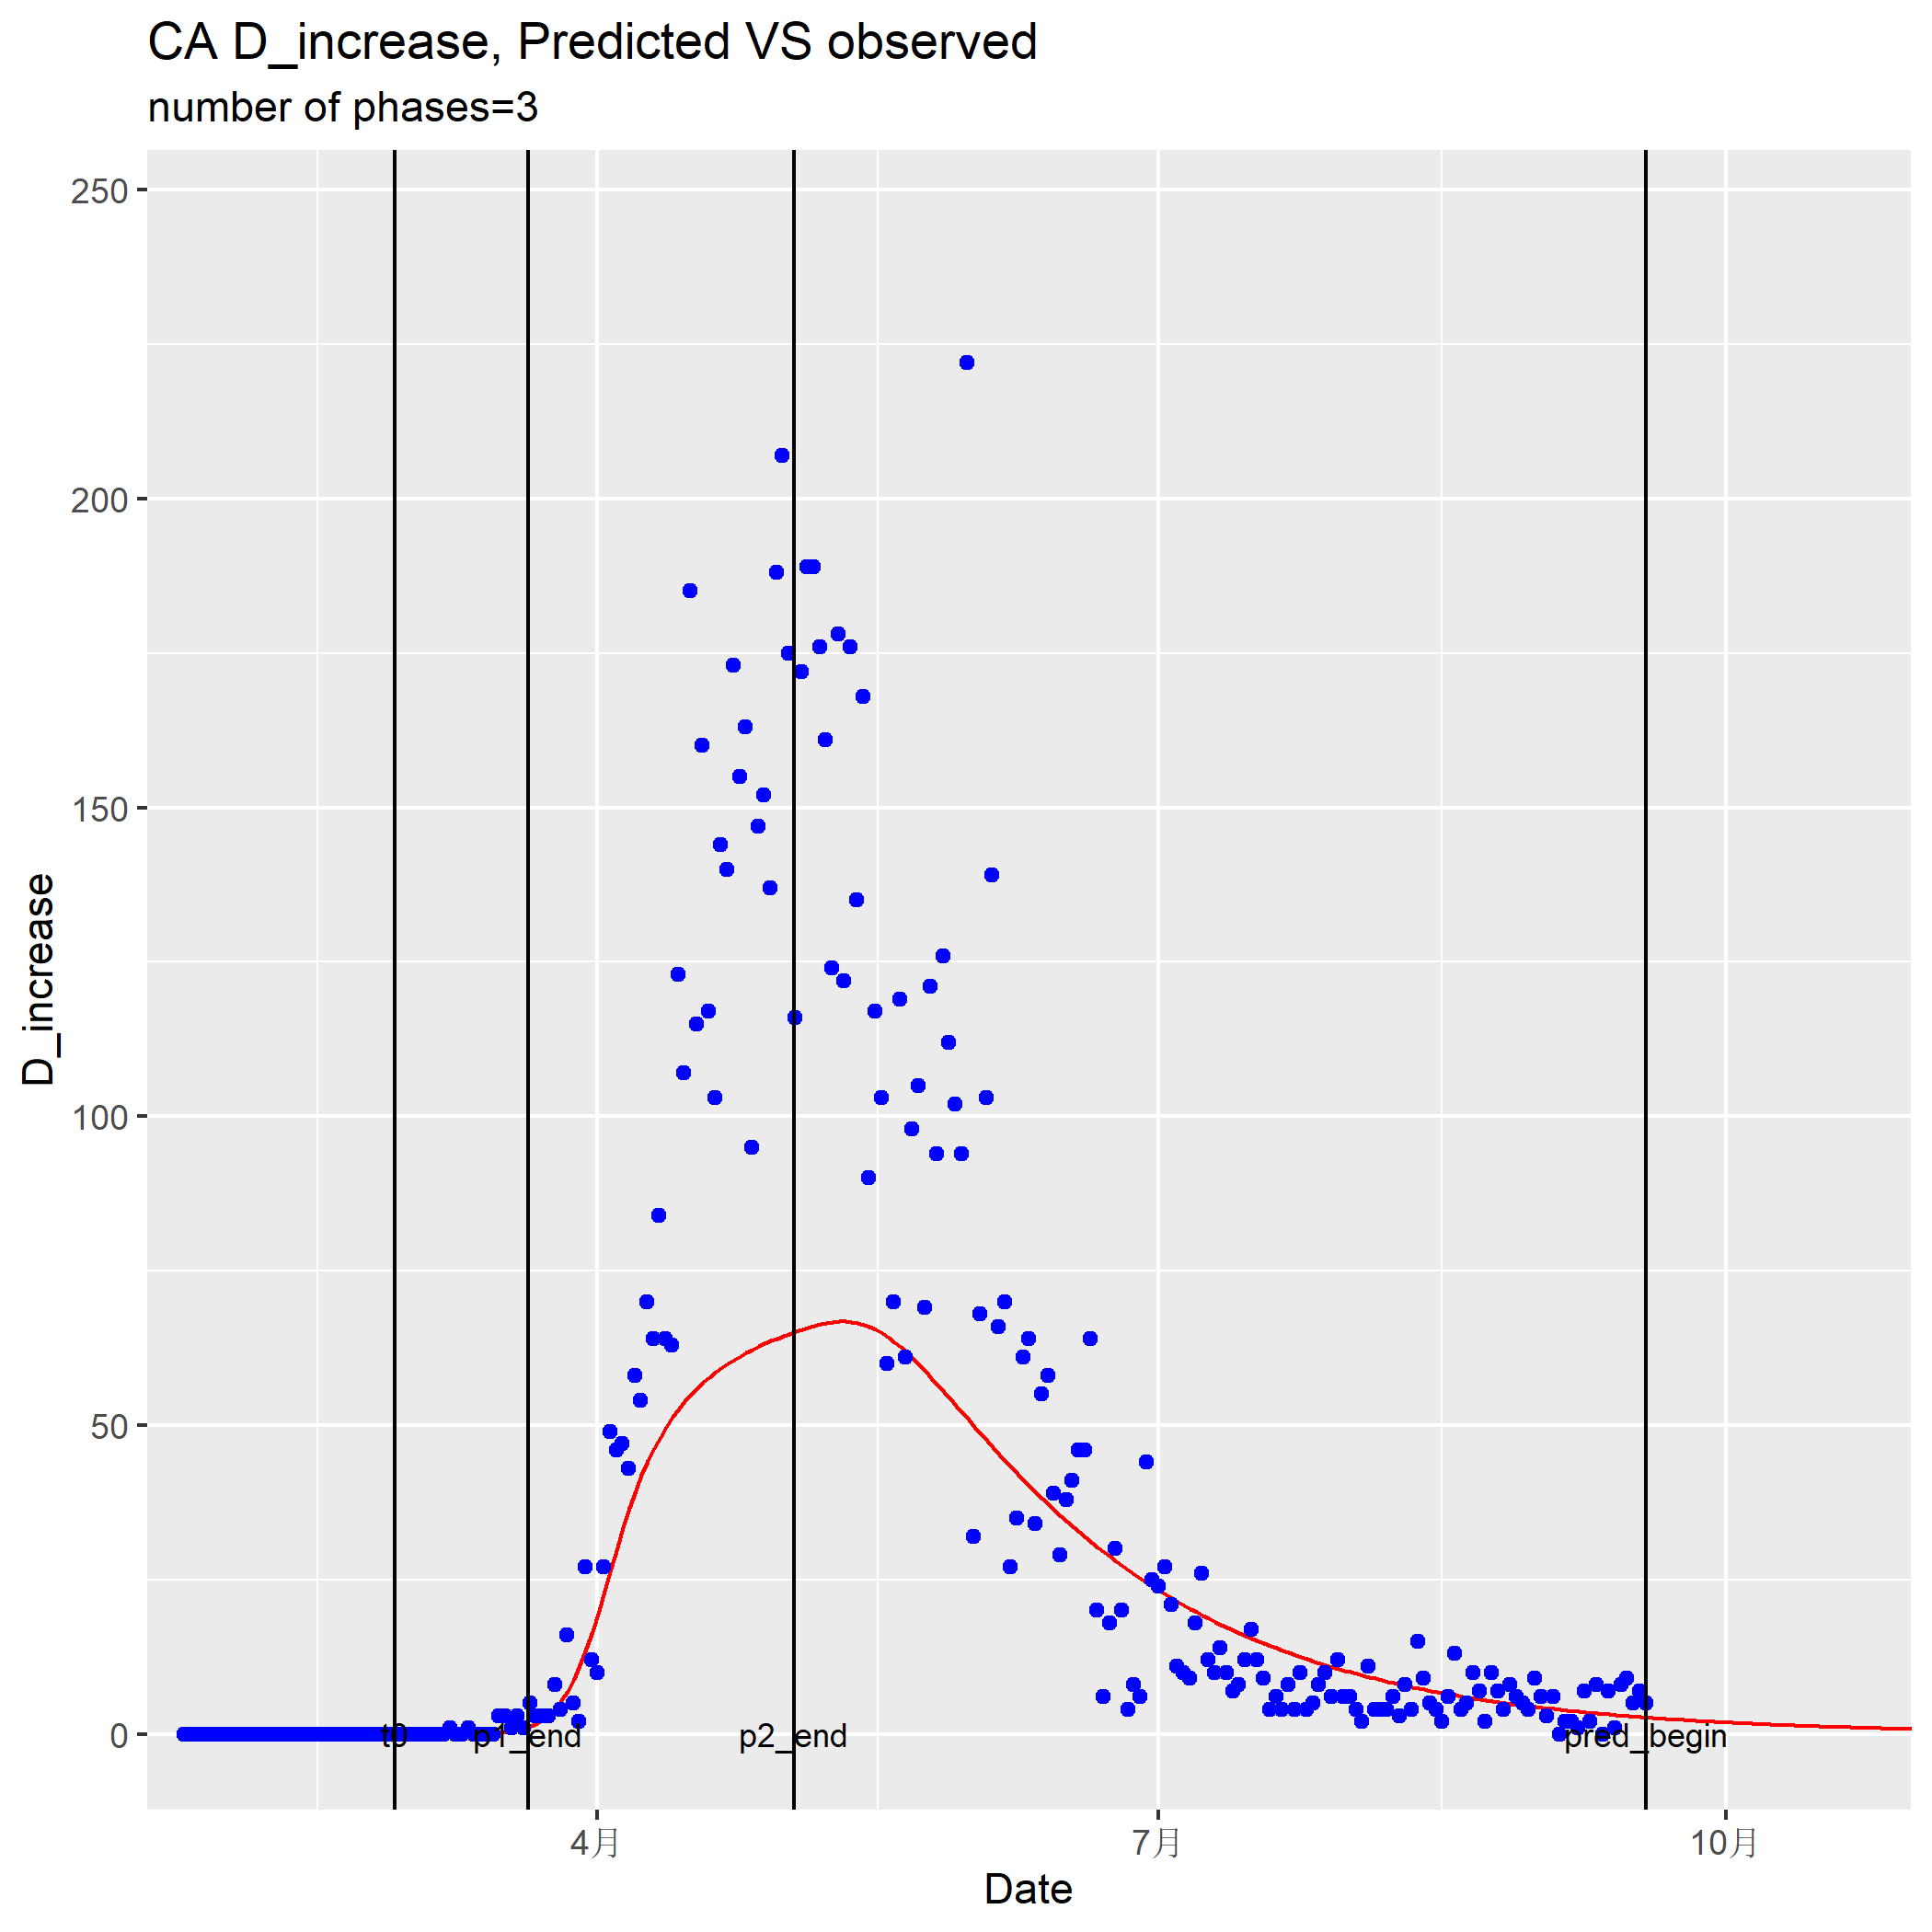 CA D_increase, Predicted VS observed
number of phases=3
250
200
150
100
50
0
D_increase
t0
p1_end
p2_end
pred_begin
4月
7月
10月
Date